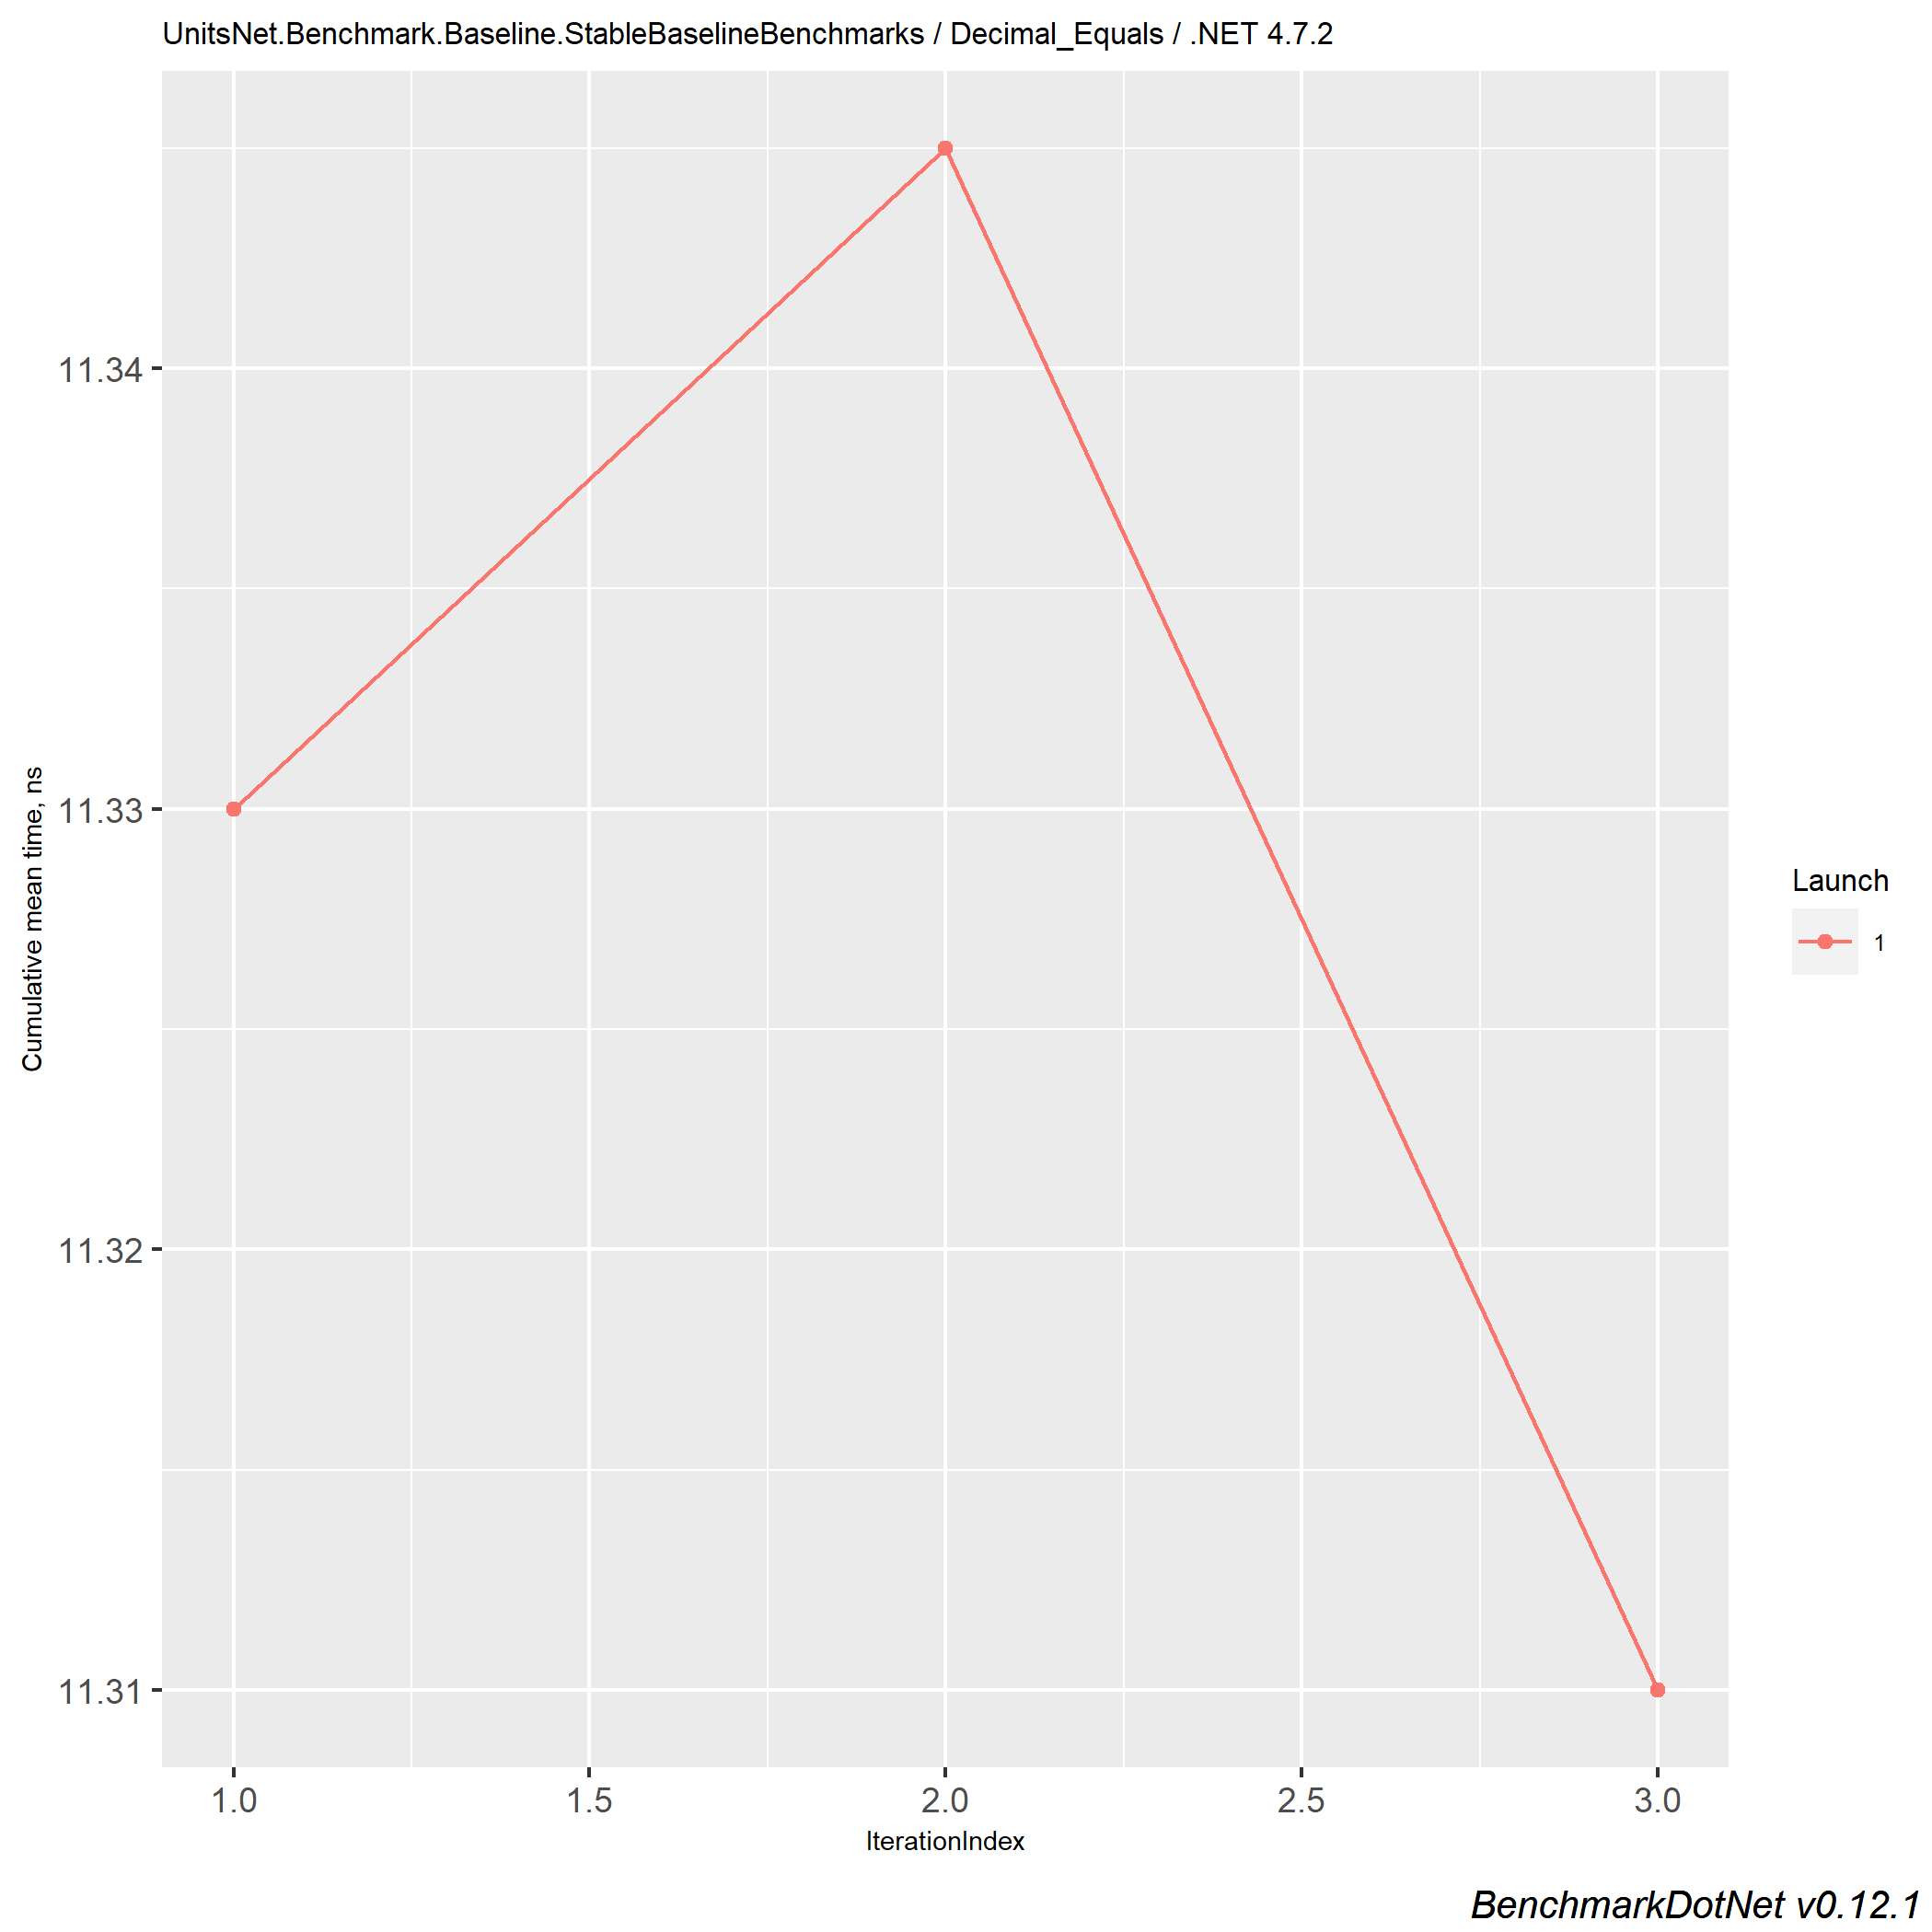 UnitsNet.Benchmark.Baseline.StableBaselineBenchmarks / Decimal_Equals / .NET 4.7.2
Cumulative mean time, ns
11.34
11.33
11.32
11.31
1.0 1.5 2.0 2.5 3.0
IterationIndex
Launch
1
BenchmarkDotNet v0.12.1